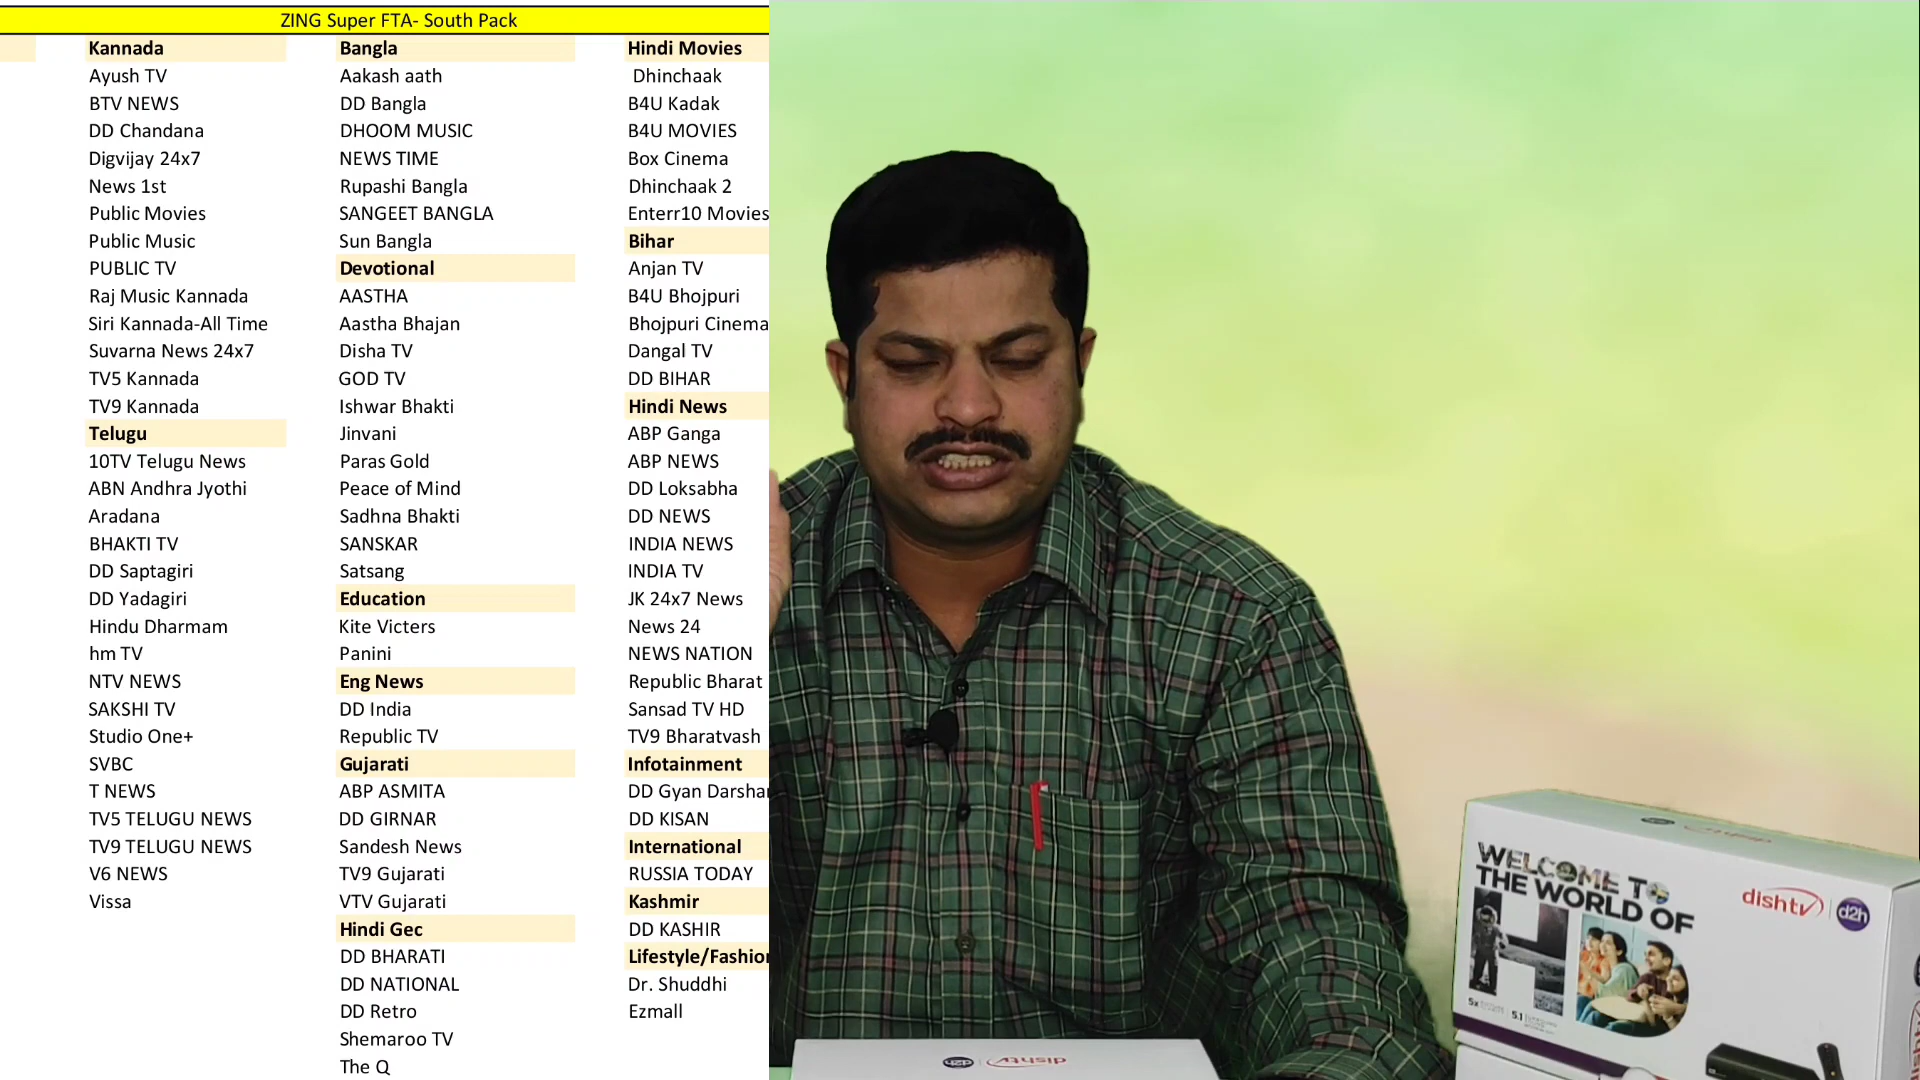 ZING Super FTA- South Pack
Kannada
Ayush TV
BTV NEWS
DD Chandana
Digvijay 24x7
News 1st
Public Movies
Public Music
PUBLIC TV
Raj Music Kannada
Siri Kannada-All Time
Suvarna News 24x7
TV5 Kannada
TV9 Kannada
Telugu
10TV Telugu News
ABN Andhra Jyothi
Aradana
BHAKTI TV
DD Saptagiri
DD Yadagiri
Hindu Dharmam
hm TV
NTV NEWS
SAKSHI TV
Studio One+
SVBC
T NEWS
TV5 TELUGU NEWS
TV9 TELUGU NEWS
V6 NEWS
Vissa
Bangla
Aakash aath
DD Bangla
DHOOM MUSIC
NEWS TIME
Rupashi Bangla
SANGEET BANGLA
Sun Bangla
Devotional
AASTHA
Aastha Bhajan
Disha TV
GOD TV
Ishwar Bhakti
Jinvani
Paras Gold
Peace of Mind
Sadhna Bhakti
SANSKAR
Satsang
Education
Kite Victers
Panini
Eng News
DD India
Republic TV
Gujarati
ABP ASMITA
DD GIRNAR
Sandesh News
TV9 Gujarati
VTV Gujarati
Hindi Gec
DD BHARATI
DD NATIONAL
DD Retro
Shemaroo TV
The Q
Hindi Movies
Dhinchaak
B4U Kadak
B4U MOVIES
Box Cinema
Dhinchaak 2
Enterr10 Movies
Bihar
Anjan TV
B4U Bhojpuri
Bhojpuri Cinema
Dangal TV
DD BIHAR
Hindi News
ABP Ganga
ABP NEWS
DD Loksabha
DD NEWS
INDIA NEWS
INDIA TV
JK 24x7 News
News 24
NEWS NATION
Republic Bharat
Sansad TV HD
TV9 Bharatvash
Infotainment
DD Gyan Darshan
DD KISAN
International
RUSSIA TODAY
Kashmir
DD KASHIR
Lifestyle/Fashion
Dr. Shuddhi
Ezmall
WELCOME TO
THE WORLD OF
HD
dishtv d2h
5x 5.1
d2h dishtv